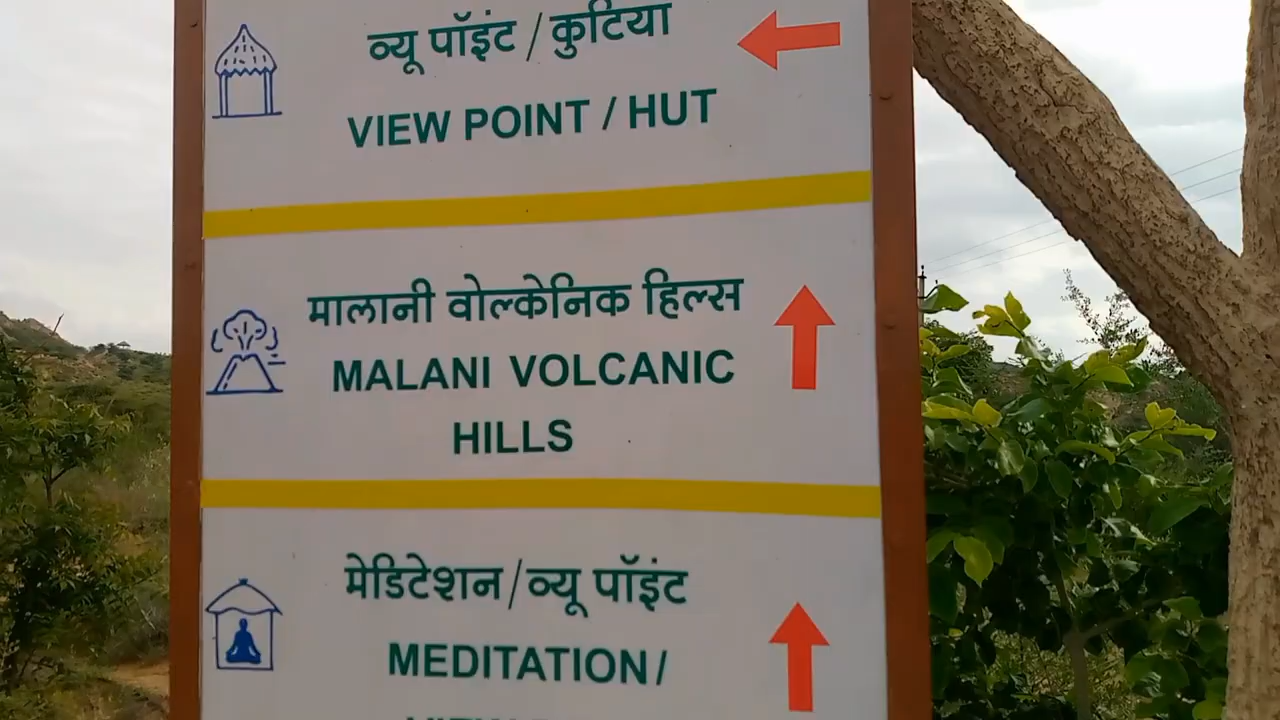 व्यू पॉइंट / कुटिया
VIEW POINT / HUT
मालानी वोल्केनिक हिल्स
MALANI VOLCANIC
HILLS
मेडिटेशन/व्यू पॉइंट
MEDITATION/